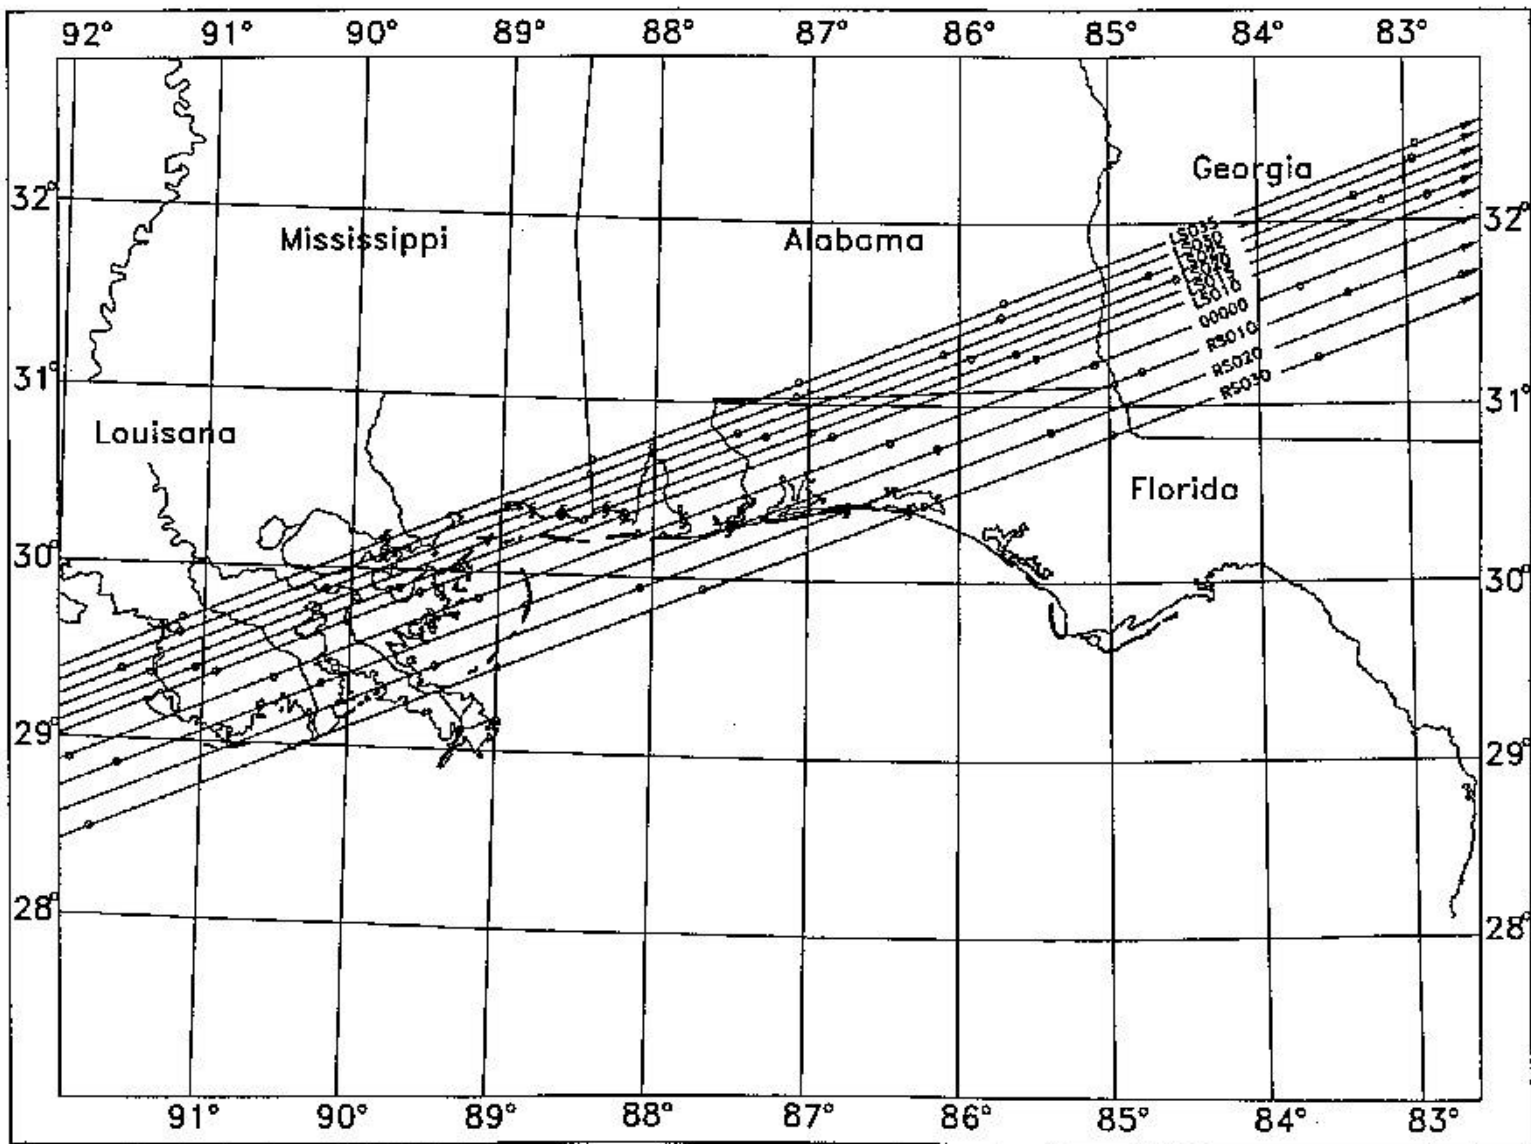 92° 91° 90° 89° 88° 87° 86° 85° 84° 83°
Georgia
32° 32°
Mississippi Alabama
LS035
LS030
LS010
00000
RS010
RS020
RS030
31° 31°
Louisana
Florida
30° 30°
29° 29°
28° 28°
91° 90° 89° 88° 87° 86° 85° 84° 83°